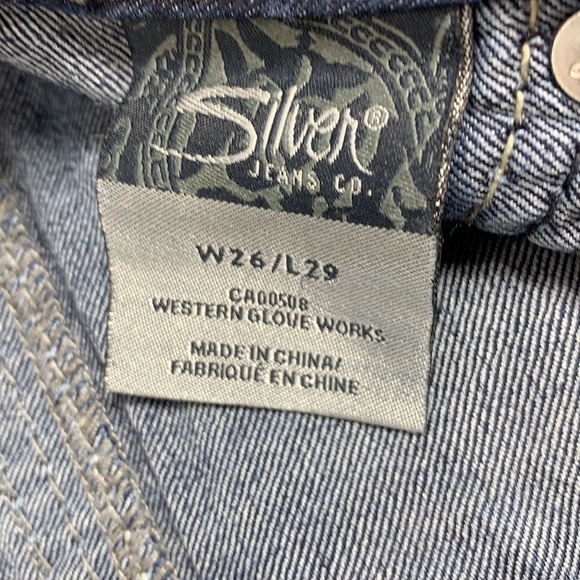 Silver®
JEANS CO.
W26/L29
CA00508
WESTERN GLOVE WORKS
MADE IN CHINA/
FABRIQUÉ EN CHINE